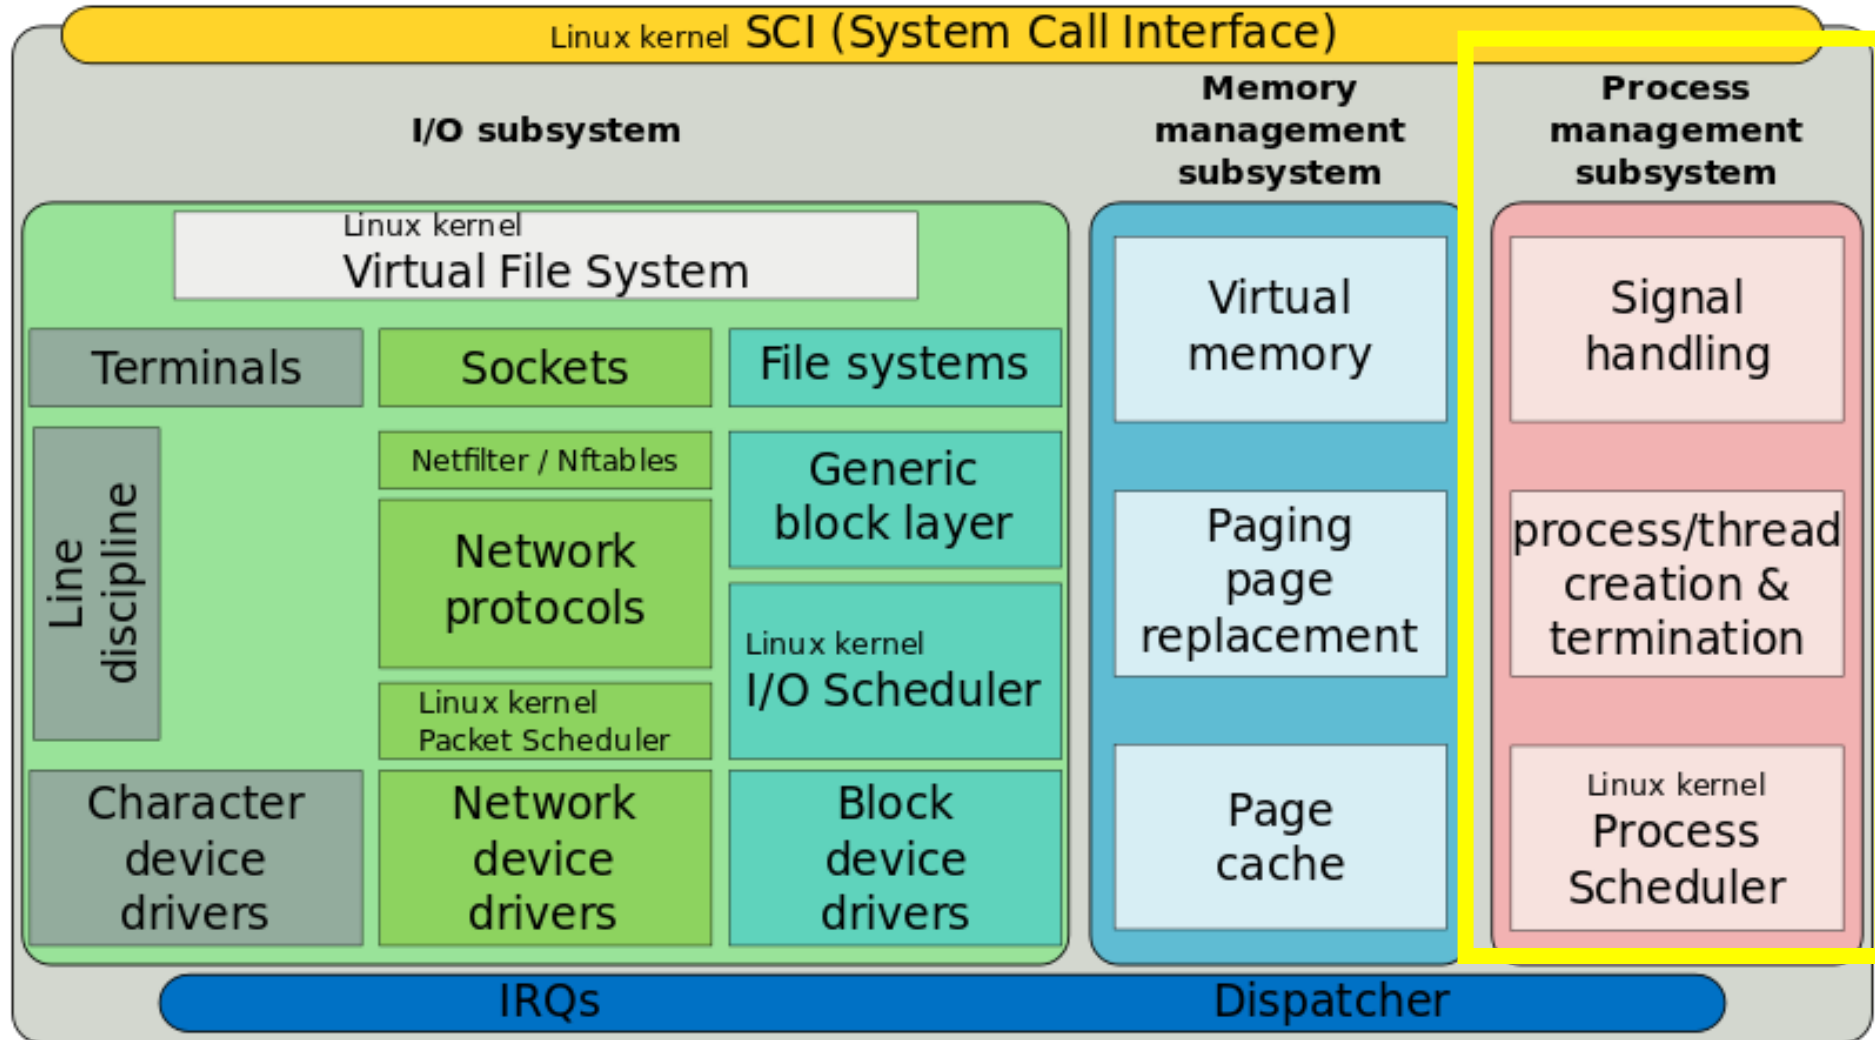 Linux kernel SCI (System Call Interface)
I/O subsystem
Memory
management
subsystem
Process
management
subsystem
Linux kernel
Virtual File System
Terminals
Sockets
File systems
Line
discipline
Netfilter / Nftables
Network
protocols
Linux kernel
Packet Scheduler
Generic
block layer
Linux kernel
I/O Scheduler
Character
device
drivers
Network
device
drivers
Block
device
drivers
Virtual
memory
Paging
page
replacement
Page
cache
Signal
handling
process/thread
creation &
termination
Linux kernel
Process
Scheduler
IRQs
Dispatcher